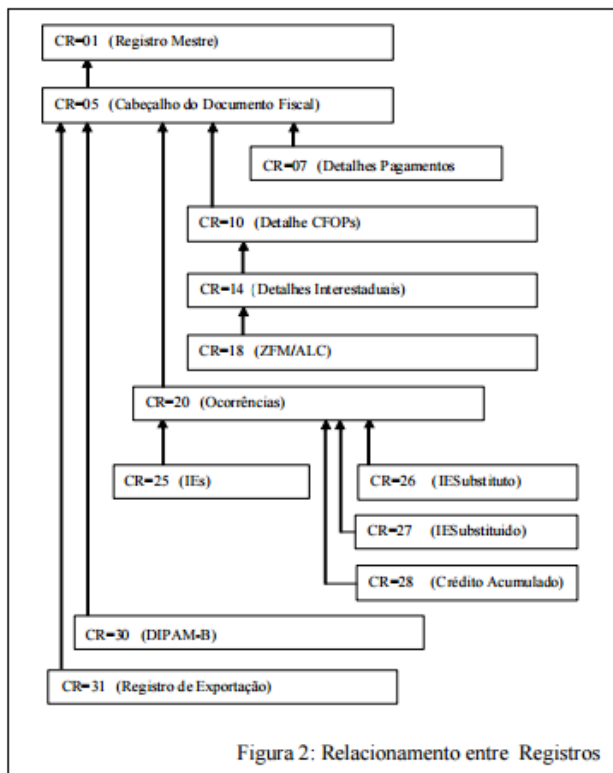 CR=01 (Registro Mestre)
CR=05 (Cabeçalho do Documento Fiscal)
CR=07 (Detalhes Pagamentos
CR=10 (Detalhe CFOPs)
CR=14 (Detalhes Interestaduais)
CR=18 (ZFM/ALC)
CR=20 (Ocorrências)
CR=25 (IEs)
CR=26 (IESubstituto)
CR=27 (IESubstituido)
CR=28 (Crédito Acumulado)
CR=30 (DIPAM-B)
CR=31 (Registro de Exportação)
Figura 2: Relacionamento entre Registros